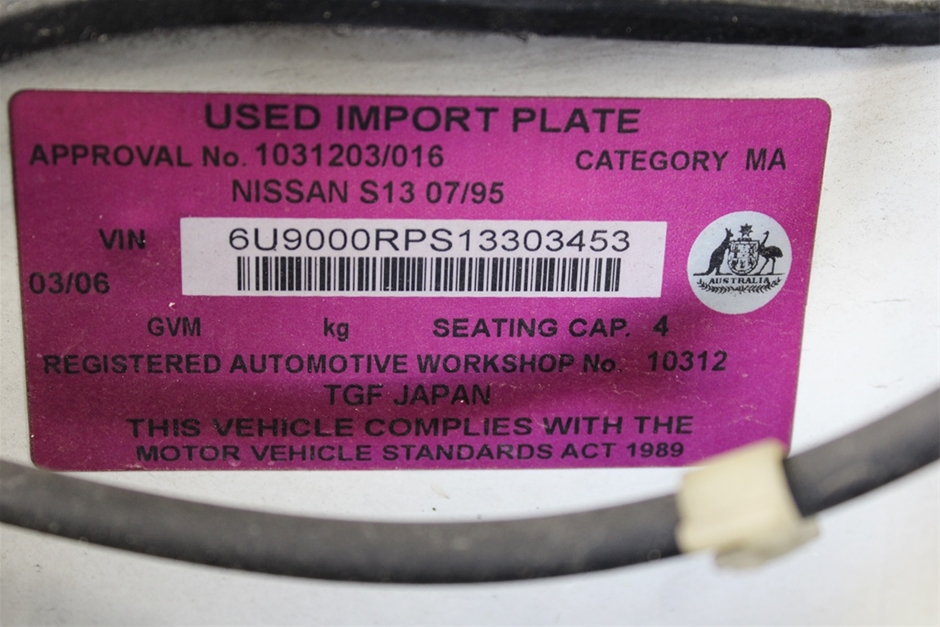 USED IMPORT PLATE
APPROVAL No. 1031203/016 CATEGORY MA
NISSAN S13 07/95
VIN 6U9000RPS13303453
03/06
AUSTRALIA
GVM kg SEATING CAP. 4
REGISTERED AUTOMOTIVE WORKSHOP No. 10312
TGF JAPAN
THIS VEHICLE COMPLIES WITH THE
MOTOR VEHICLE STANDARDS ACT 1989